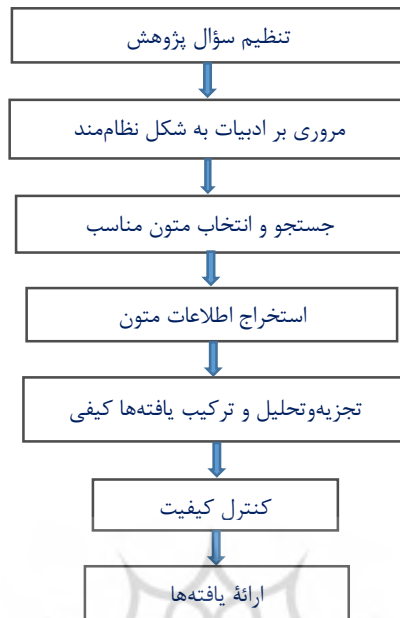 تنظیم سؤال پژوهش
مروری بر ادبیات به شکل نظام‌مند
جستجو و انتخاب متون مناسب
استخراج اطلاعات متون
تجزیه‌وتحلیل و ترکیب یافته‌ها کیفی
کنترل کیفیت
ارائهٔ یافته‌ها